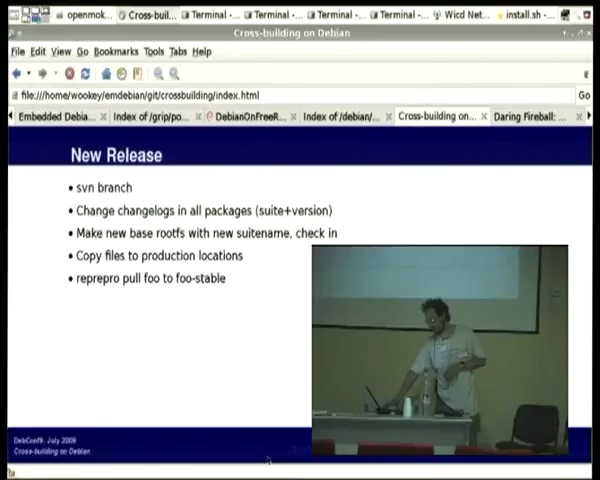 openmok...
Cross-buil...
Terminal -...
Terminal -...
Terminal -...
Terminal -...
Wicd Net...
install.sh -...
Cross-building on Debian
File Edit View Go Bookmarks Tools Tabs Help
file:///home/wookey/emdebian/git/crossbuilding/index.html
Go
Embedded Debia...
Index of /grip/po...
DebianOnFreeR...
Index of /debian/...
Cross-building on...
Daring Fireball: ...
New Release
• svn branch
• Change changelogs in all packages (suite+version)
• Make new base rootfs with new suitename, check in
• Copy files to production locations
• reprepro pull foo to foo-stable
DebConf9, July 2009
Cross-building on Debian